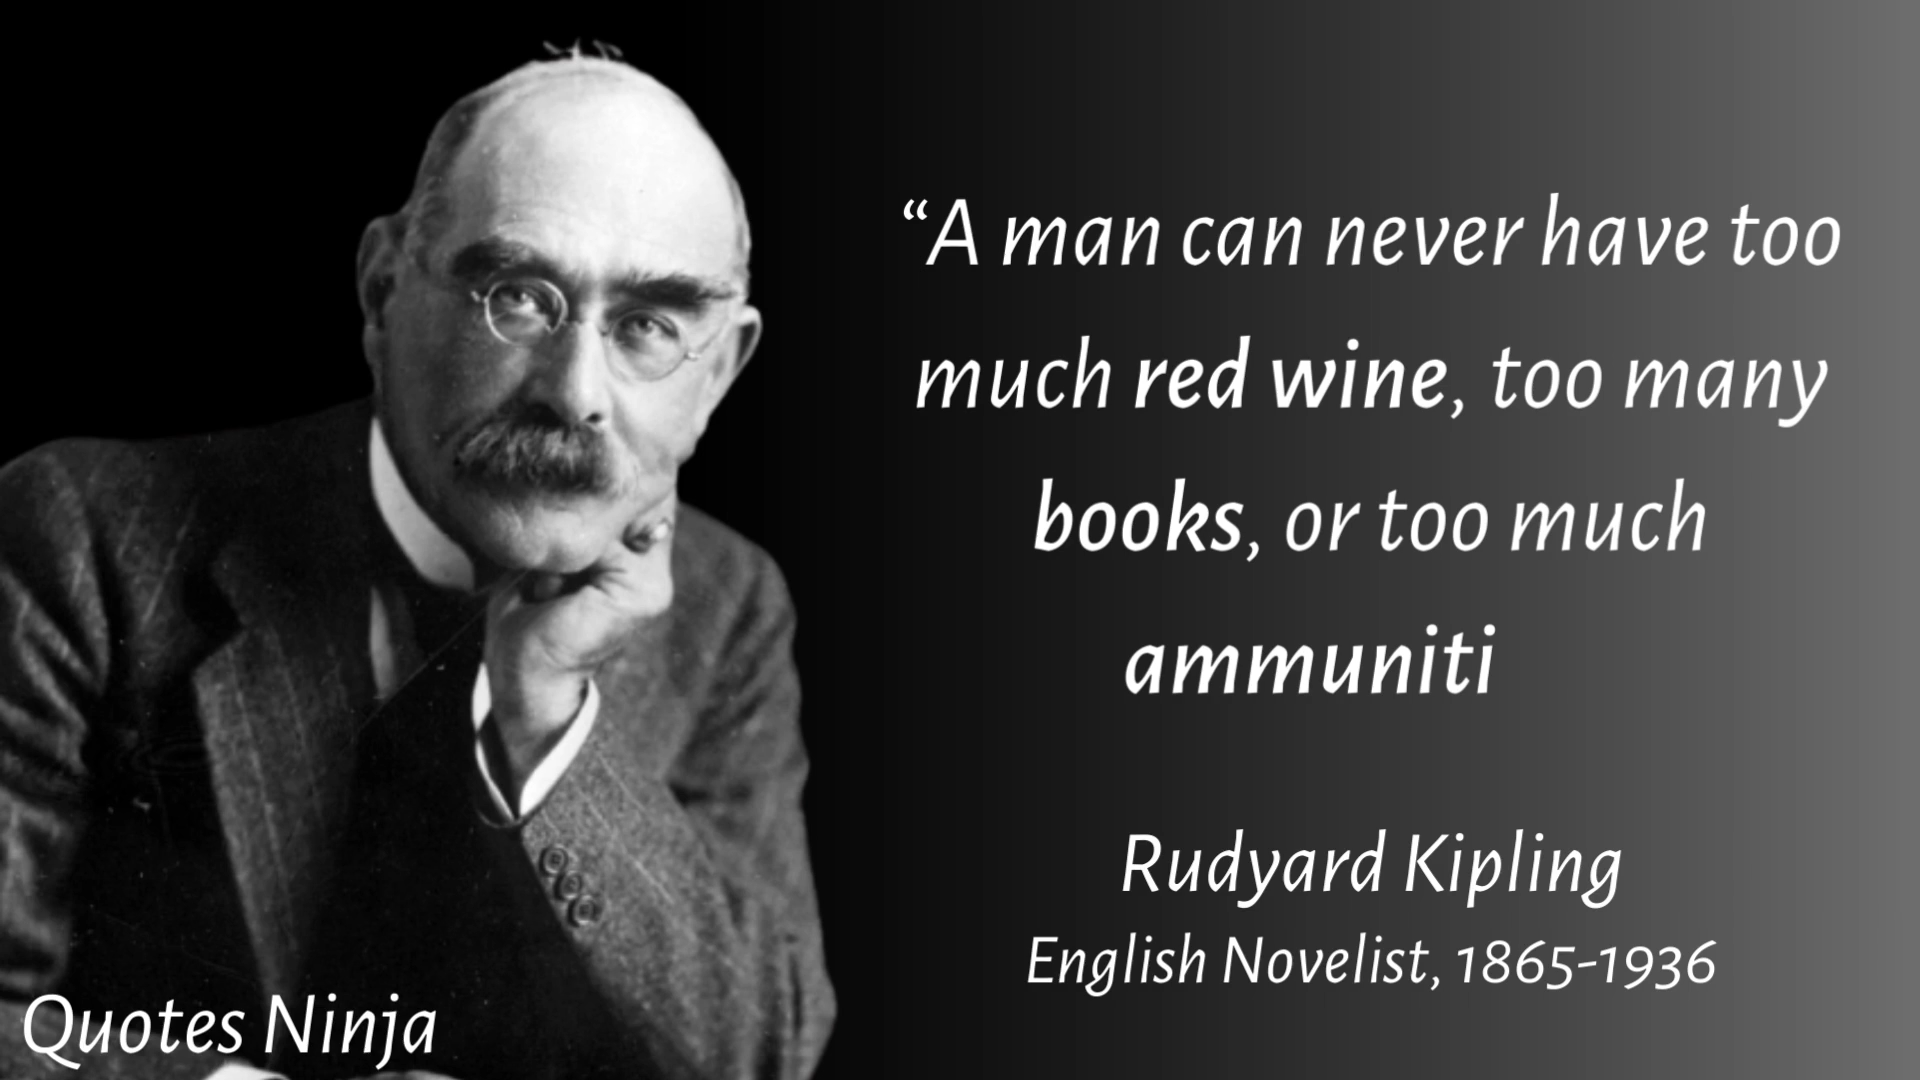 “A man can never have too
much red wine, too many
books, or too much
ammuniti
Rudyard Kipling
English Novelist, 1865-1936
Quotes Ninja